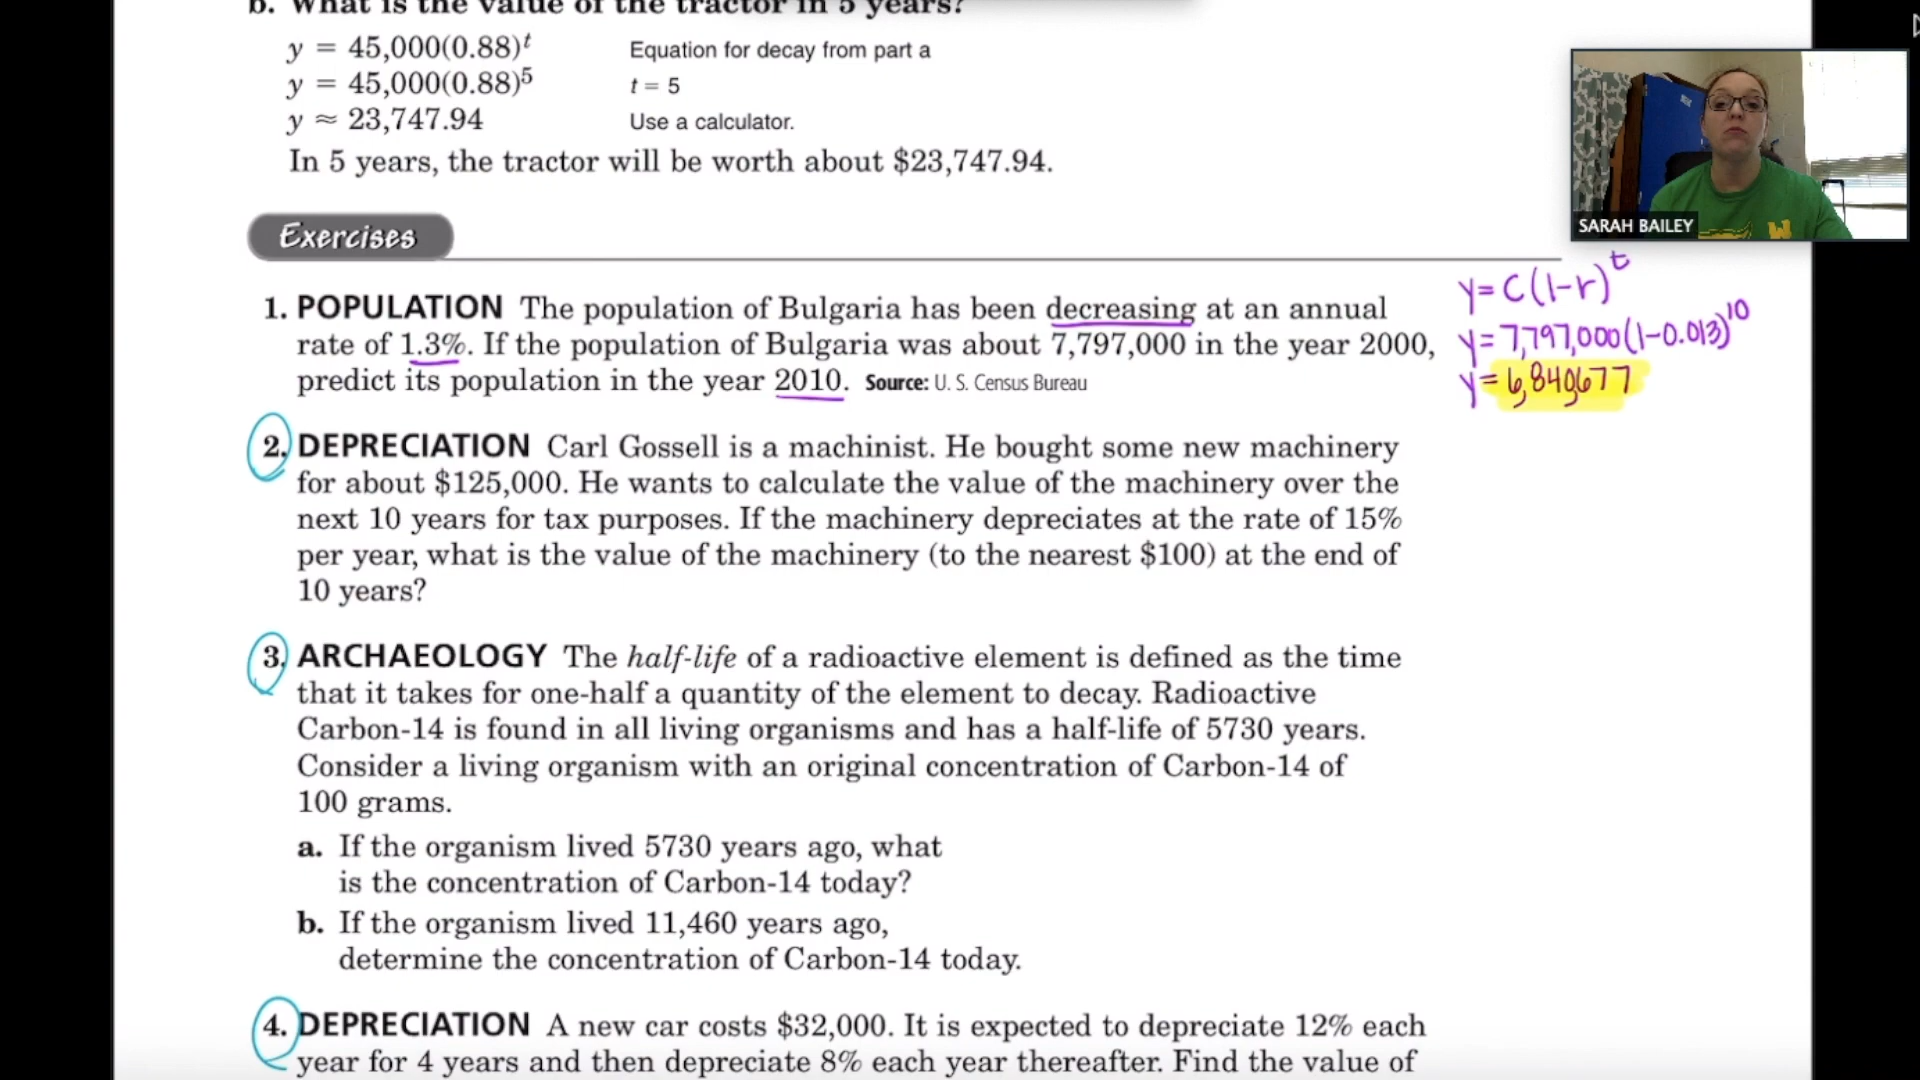 b. What is the value of the tractor in 5 years?
y = 45,000(0.88)^t Equation for decay from part a
y = 45,000(0.88)^5 t = 5
y ≈ 23,747.94 Use a calculator.
In 5 years, the tractor will be worth about $23,747.94.
SARAH BAILEY
Exercises
1. POPULATION The population of Bulgaria has been decreasing at an annual
rate of 1.3%. If the population of Bulgaria was about 7,797,000 in the year 2000,
predict its population in the year 2010. Source: U. S. Census Bureau
y = C(1-r)^t
y = 7,797,000(1-0.013)^10
y = 6,840,677
2. DEPRECIATION Carl Gossell is a machinist. He bought some new machinery
for about $125,000. He wants to calculate the value of the machinery over the
next 10 years for tax purposes. If the machinery depreciates at the rate of 15%
per year, what is the value of the machinery (to the nearest $100) at the end of
10 years?
3. ARCHAEOLOGY The half-life of a radioactive element is defined as the time
that it takes for one-half a quantity of the element to decay. Radioactive
Carbon-14 is found in all living organisms and has a half-life of 5730 years.
Consider a living organism with an original concentration of Carbon-14 of
100 grams.
a. If the organism lived 5730 years ago, what
is the concentration of Carbon-14 today?
b. If the organism lived 11,460 years ago,
determine the concentration of Carbon-14 today.
4. DEPRECIATION A new car costs $32,000. It is expected to depreciate 12% each
year for 4 years and then depreciate 8% each year thereafter. Find the value of